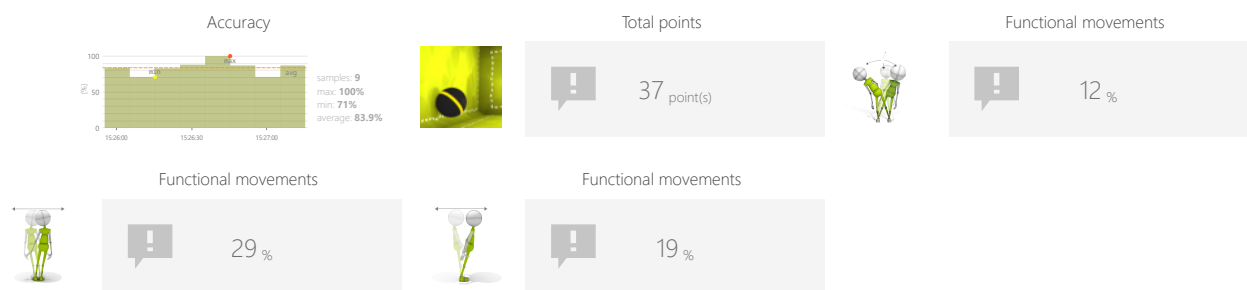 Accuracy
100
50
0
(%)
min
max
avg
15:26:00
15:26:30
15:27:00
samples: 9
max: 100%
min: 71%
average: 83.9%
Total points
37 point(s)
Functional movements
12 %
Functional movements
29 %
Functional movements
19 %